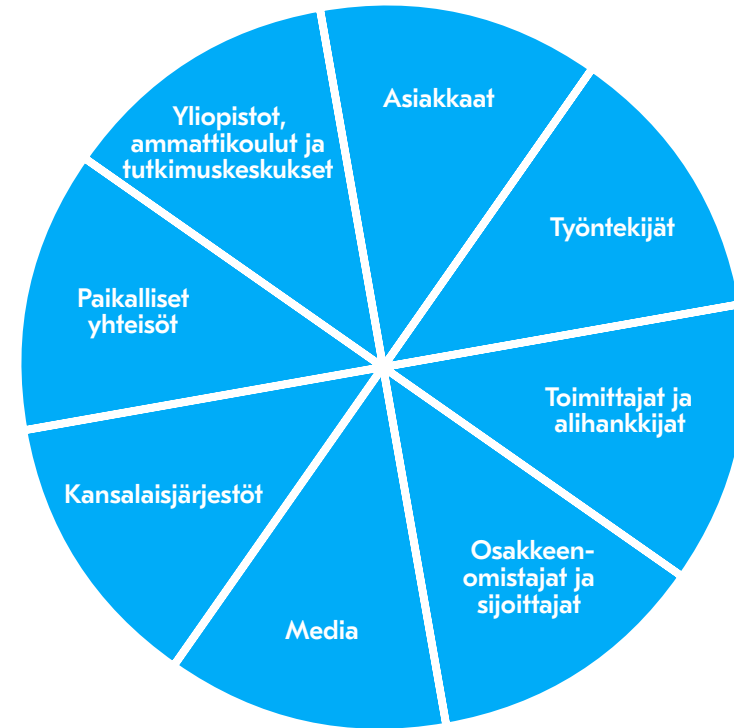 Asiakkaat
Työntekijät
Toimittajat ja
alihankkijat
Osakkeen-
omistajat ja
sijoittajat
Media
Kansalaisjärjestöt
Paikalliset
yhteisöt
Yliopistot,
ammattikoulut ja
tutkimuskeskukset